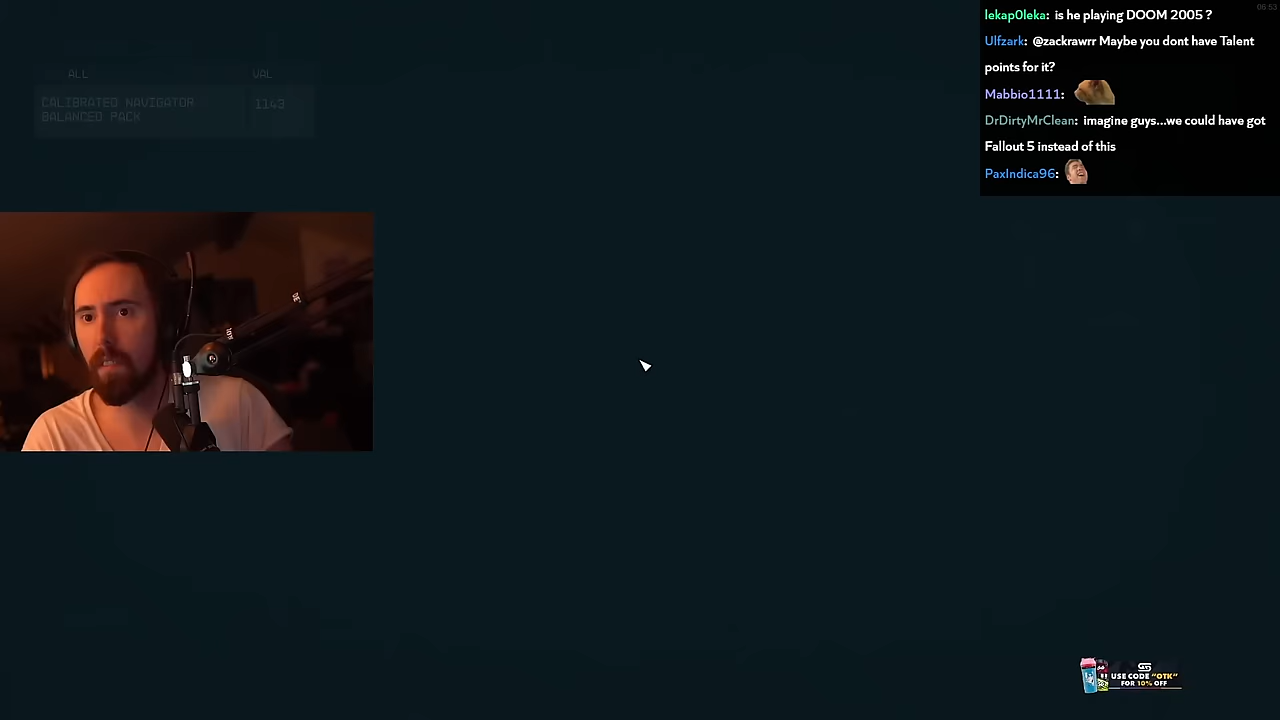 06:53
lekap0leka: is he playing DOOM 2005 ?
Ulfzark: @zackrawrr Maybe you dont have Talent
points for it?
Mabbio1111:
DrDirtyMrClean: imagine guys...we could have got
Fallout 5 instead of this
PaxIndica96:
ALL VAL
CALIBRATED NAVIGATOR 1143
BALANCED PACK
USE CODE "OTK"
FOR 10% OFF